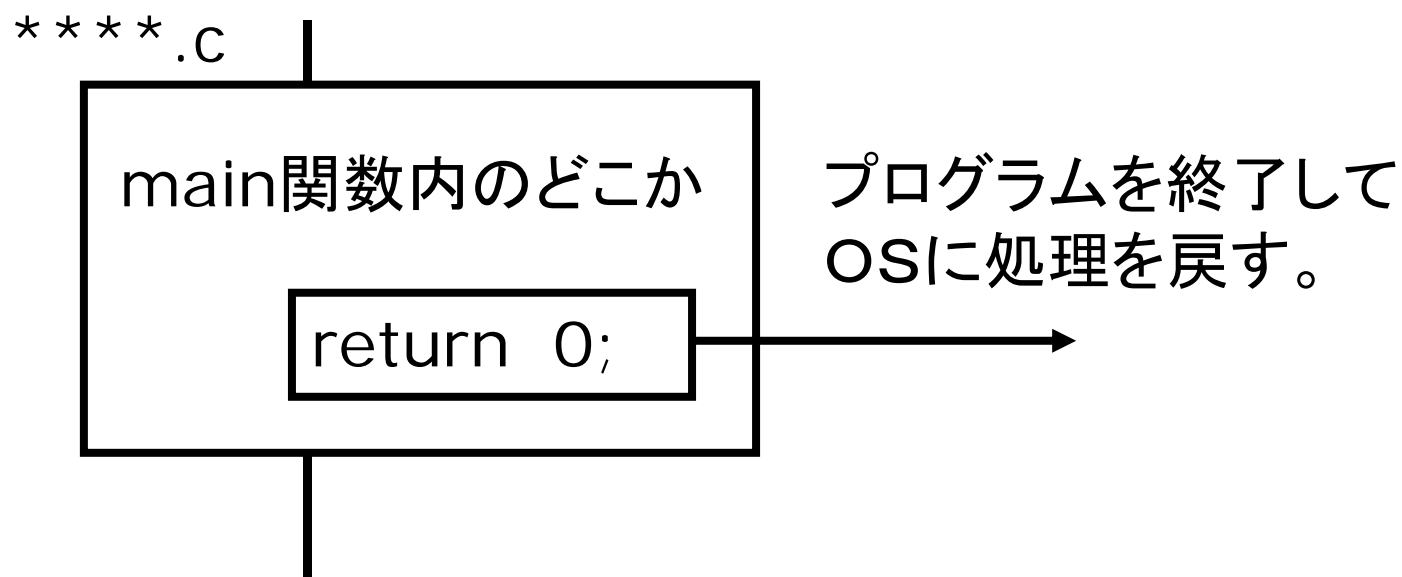 ****.c
main関数内のどこか
return 0;
プログラムを終了して
OSに処理を戻す。